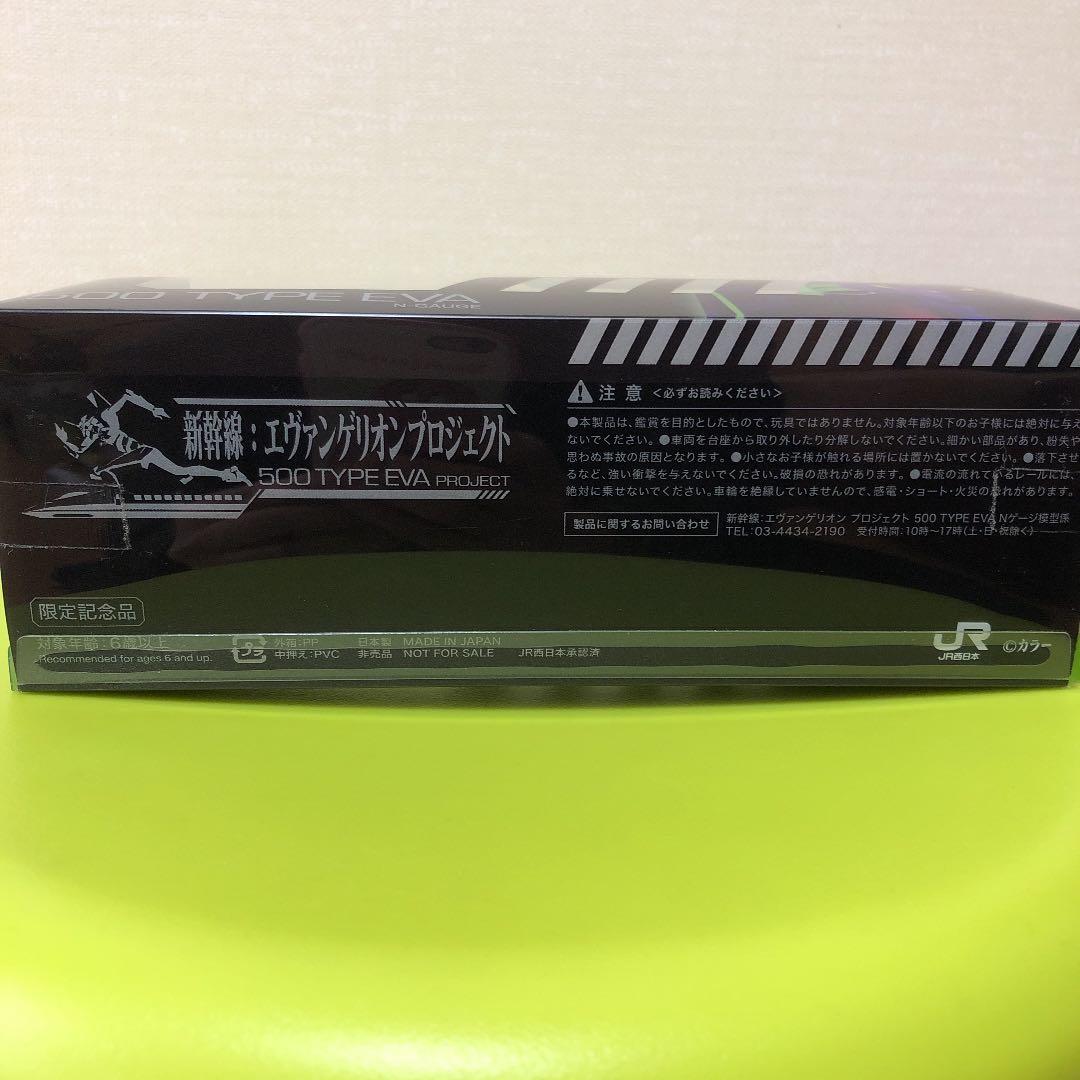 500 TYPE EVA
N-GAUGE
新幹線:エヴァンゲリオンプロジェクト
500 TYPE EVA PROJECT
注意 <必ずお読みください>
●本製品は、鑑賞を目的としたもので、玩具ではありません。対象年齢以下のお子様には絶対に与え
ないでください。●車両を台座から取り外したり分解しないでください。細かい部品があり、紛失や
思わぬ事故の原因となります。●小さなお子様が触れる場所には置かないでください。●落下させ
るなど、強い衝撃を与えないでください。破損の恐れがあります。●電流の流れているレールには、
絶対に乗せないでください。車輪を絶縁していませんので、感電・ショート・火災の恐れがあります。
製品に関するお問い合わせ
新幹線:エヴァンゲリオン プロジェクト 500 TYPE EVA Nゲージ模型係
TEL:03-4434-2190 受付時間:10時〜17時(土・日・祝除く)
限定記念品
対象年齢:6歳以上
Recommended for ages 6 and up.
プラ
外箱:PP
中押え:PVC
日本製 MADE IN JAPAN
非売品 NOT FOR SALE JR西日本承認済
JR
JR西日本
©カラー